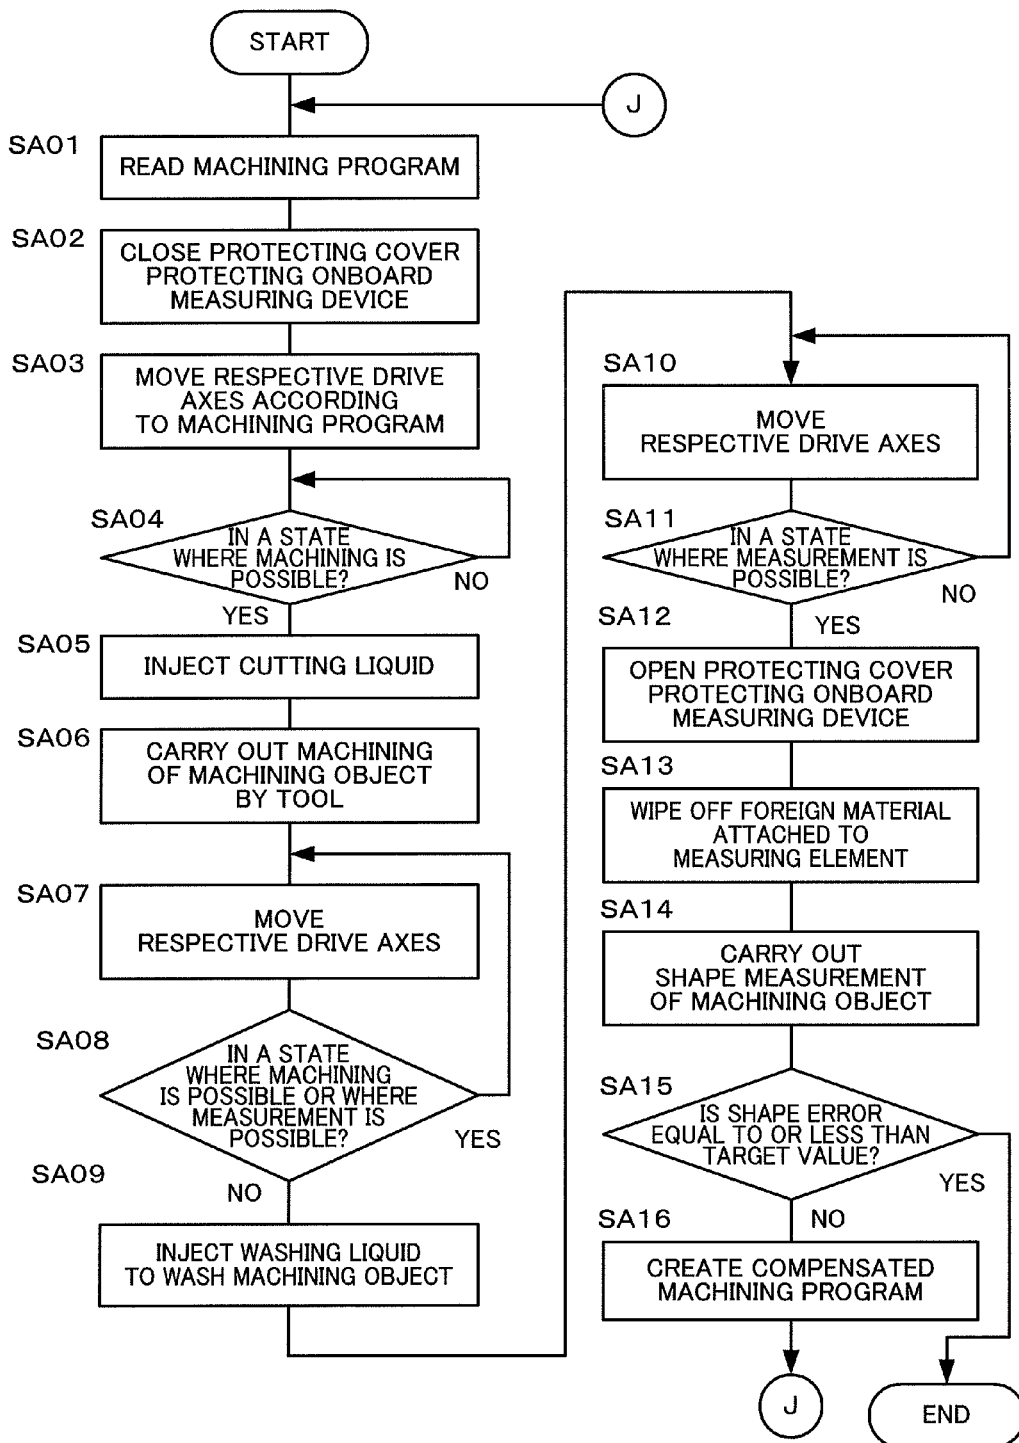 START
J
SA01
READ MACHINING PROGRAM
SA02
CLOSE PROTECTING COVER
PROTECTING ONBOARD
MEASURING DEVICE
SA03
MOVE RESPECTIVE DRIVE
AXES ACCORDING
TO MACHINING PROGRAM
SA04
IN A STATE
WHERE MACHINING IS
POSSIBLE?
NO
YES
SA05
INJECT CUTTING LIQUID
SA06
CARRY OUT MACHINING
OF MACHINING OBJECT
BY TOOL
SA07
MOVE
RESPECTIVE DRIVE AXES
SA08
IN A STATE
WHERE MACHINING
IS POSSIBLE OR WHERE
MEASUREMENT IS
POSSIBLE?
YES
SA09
NO
INJECT WASHING LIQUID
TO WASH MACHINING OBJECT
SA10
MOVE
RESPECTIVE DRIVE AXES
SA11
IN A STATE
WHERE MEASUREMENT IS
POSSIBLE?
NO
SA12
YES
OPEN PROTECTING COVER
PROTECTING ONBOARD
MEASURING DEVICE
SA13
WIPE OFF FOREIGN MATERIAL
ATTACHED TO
MEASURING ELEMENT
SA14
CARRY OUT
SHAPE MEASUREMENT
OF MACHINING OBJECT
SA15
IS SHAPE ERROR
EQUAL TO OR LESS THAN
TARGET VALUE?
YES
SA16
NO
CREATE COMPENSATED
MACHINING PROGRAM
J
END